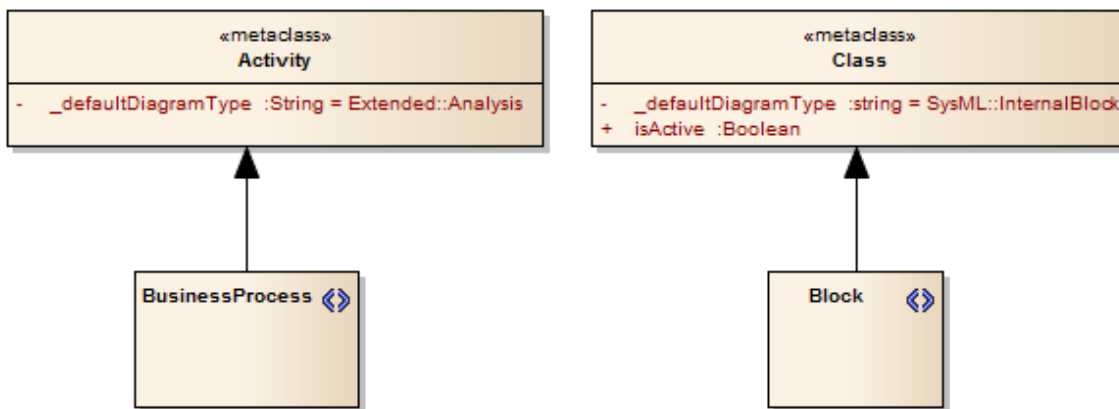 «metaclass»
Activity
- _defaultDiagramType :String = Extended::Analysis
«metaclass»
Class
- _defaultDiagramType :string = SysML::InternalBlock
+ isActive :Boolean
BusinessProcess
Block